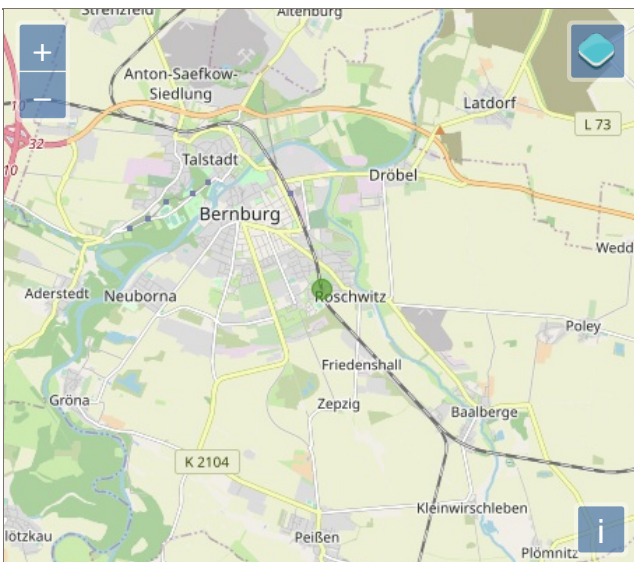 Strenzfeld
Altenburg
+
Anton-Saefkow-
Siedlung
−
10
Latdorf
L 73
32
Talstadt
10
Dröbel
Bernburg
Wedd
Aderstedt
Neuborna
Roschwitz
Poley
Friedenshall
Gröna
Zepzig
Baalberge
K 2104
Kleinwirschleben
i
lötzkau
Peißen
Plömnitz